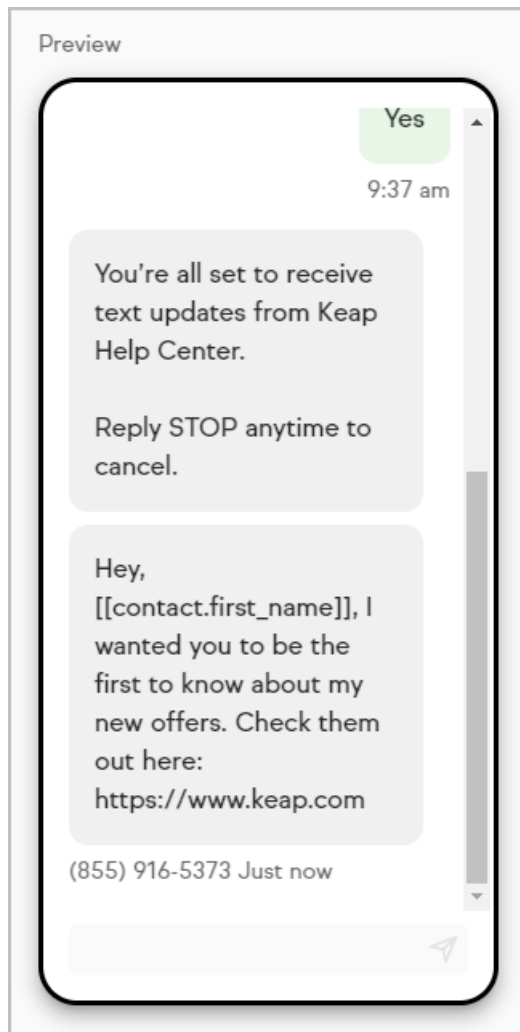 Preview
Yes
9:37 am
You’re all set to receive
text updates from Keap
Help Center.
Reply STOP anytime to
cancel.
Hey,
[[contact.first_name]], I
wanted you to be the
first to know about my
new offers. Check them
out here:
https://www.keap.com
(855) 916-5373 Just now